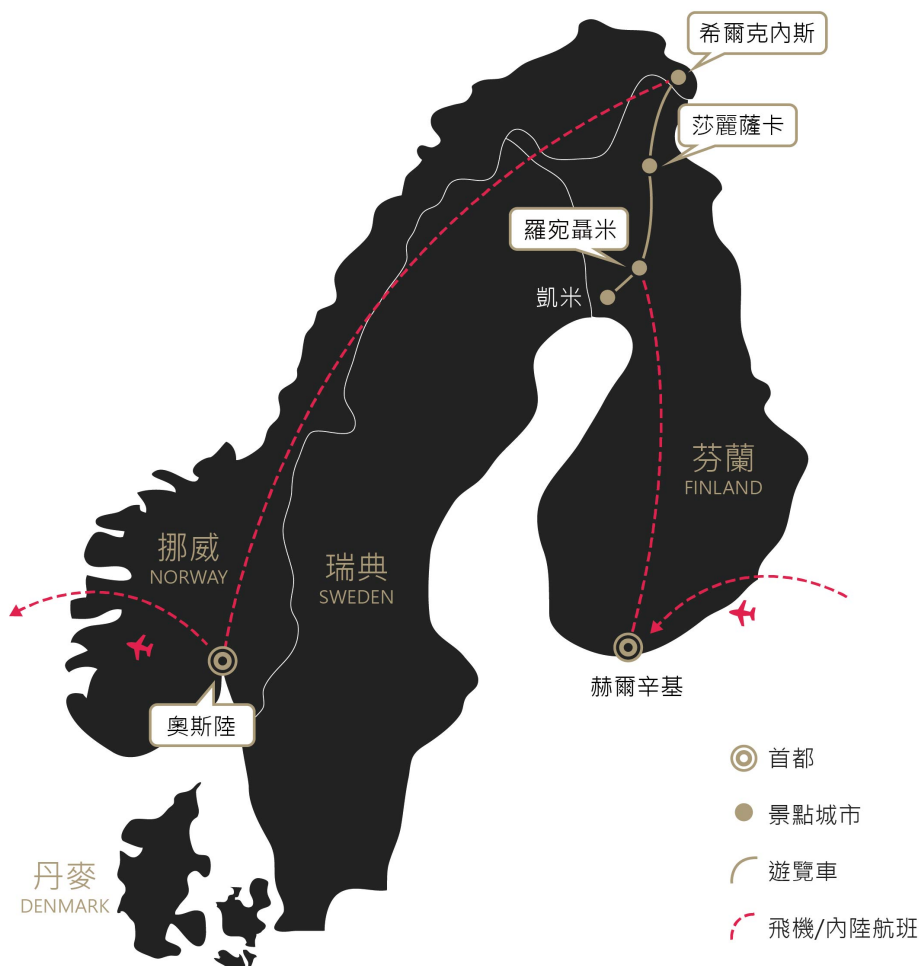 希爾克內斯
莎麗薩卡
羅宛聶米
凱米
芬蘭
FINLAND
挪威
NORWAY
瑞典
SWEDEN
赫爾辛基
奧斯陸
首都
景點城市
遊覽車
飛機/內陸航班
丹麥
DENMARK